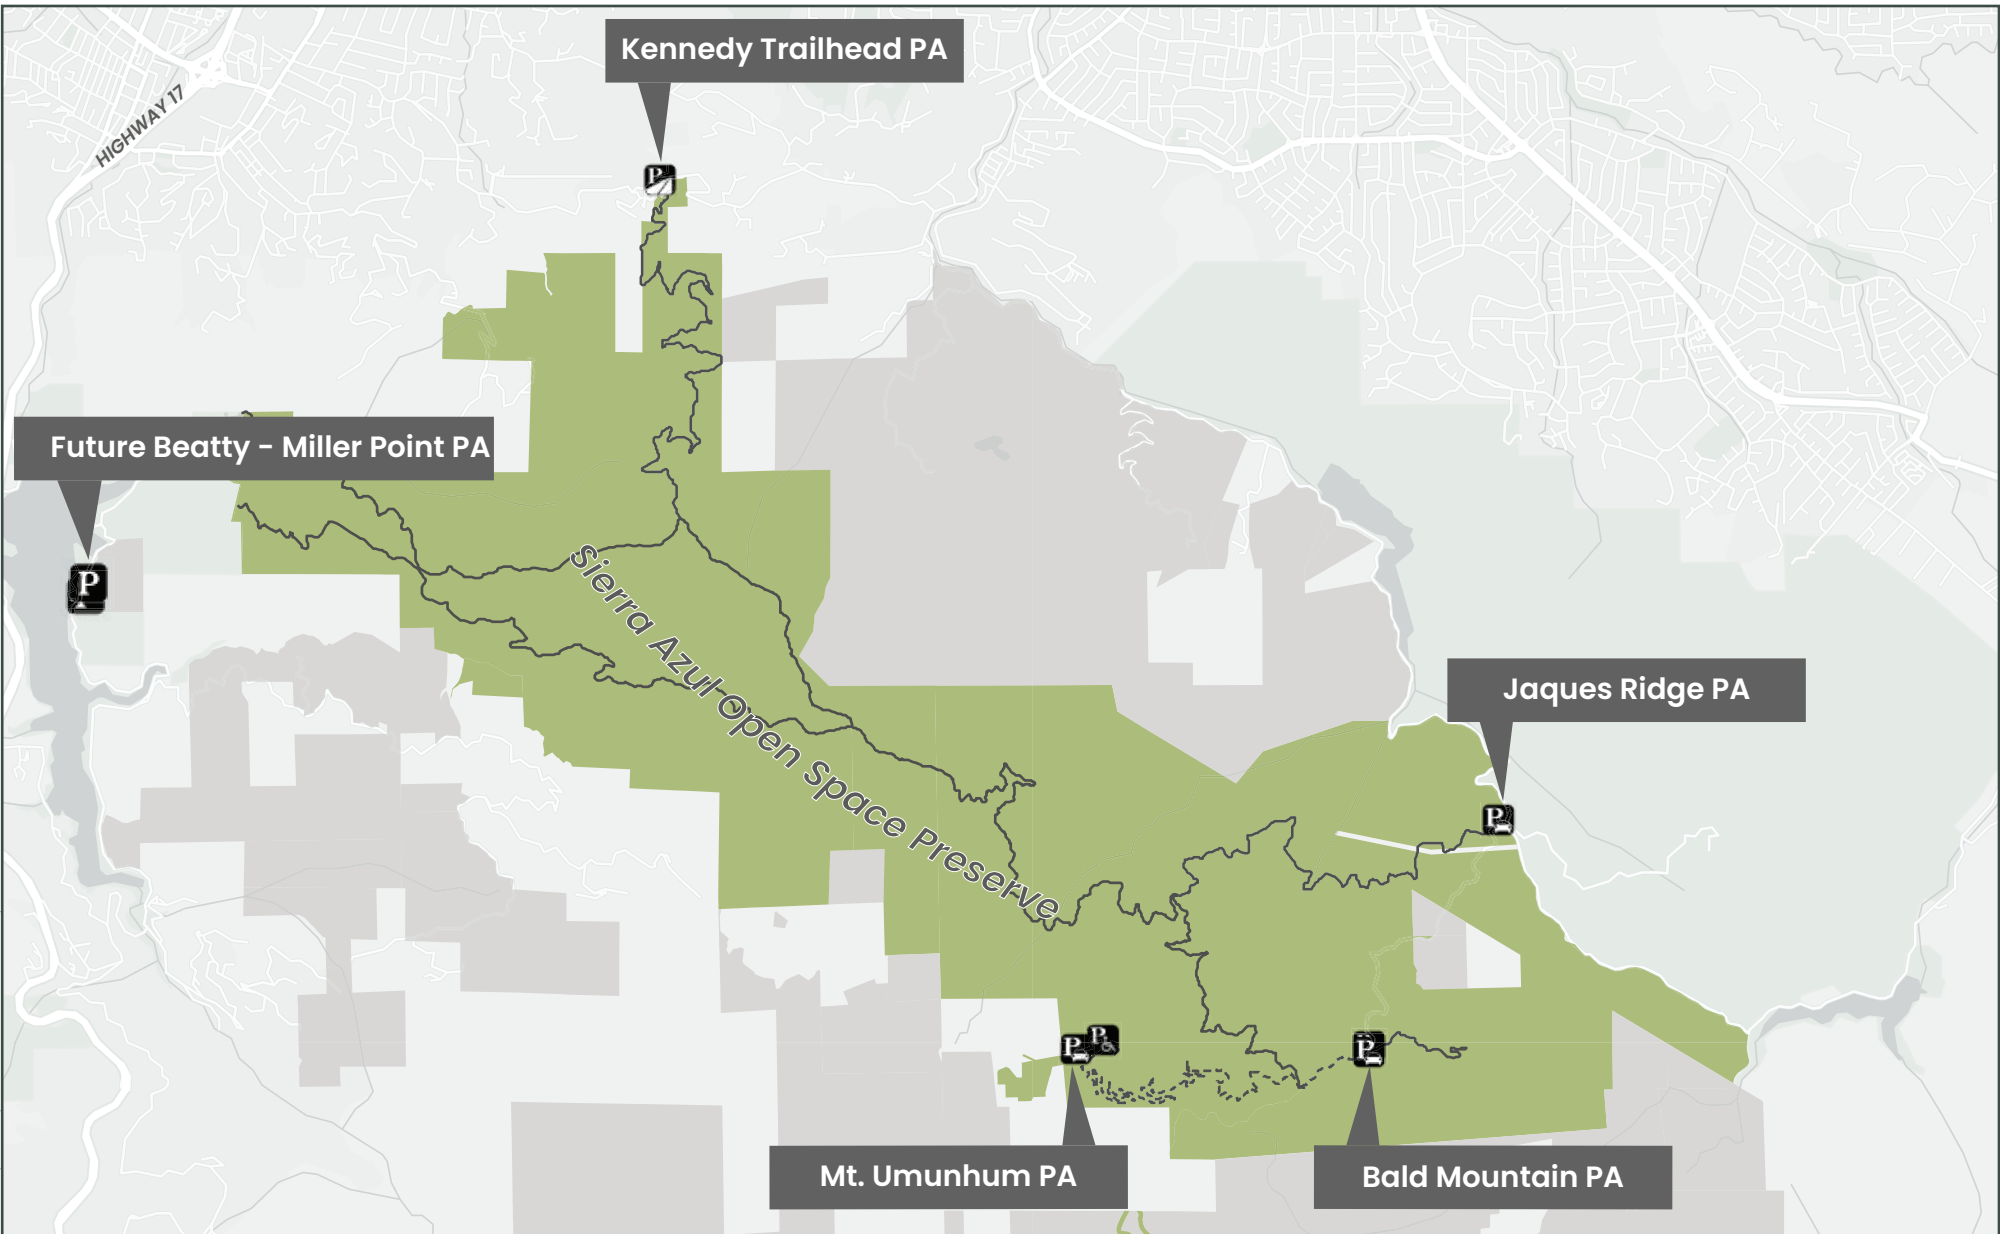 Kennedy Trailhead PA
HIGHWAY 17
P
Future Beatty - Miller Point PA
P
Sierra Azul Open Space Preserve
Jaques Ridge PA
P
P
P
P
Mt. Umunhum PA
Bald Mountain PA